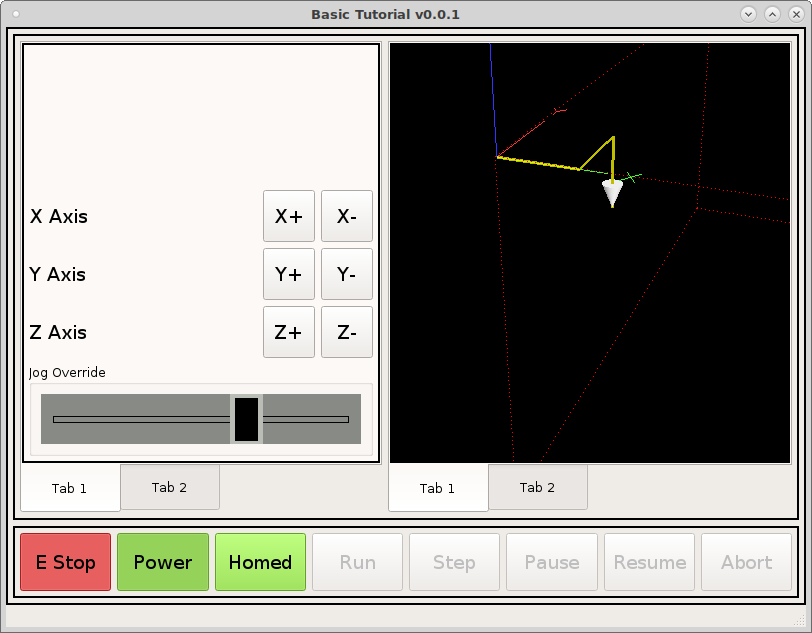 Basic Tutorial v0.0.1
X Axis X+ X-
Y Axis Y+ Y-
Z Axis Z+ Z-
Jog Override
Tab 1 Tab 2 Tab 1 Tab 2
E Stop Power Homed Run Step Pause Resume Abort